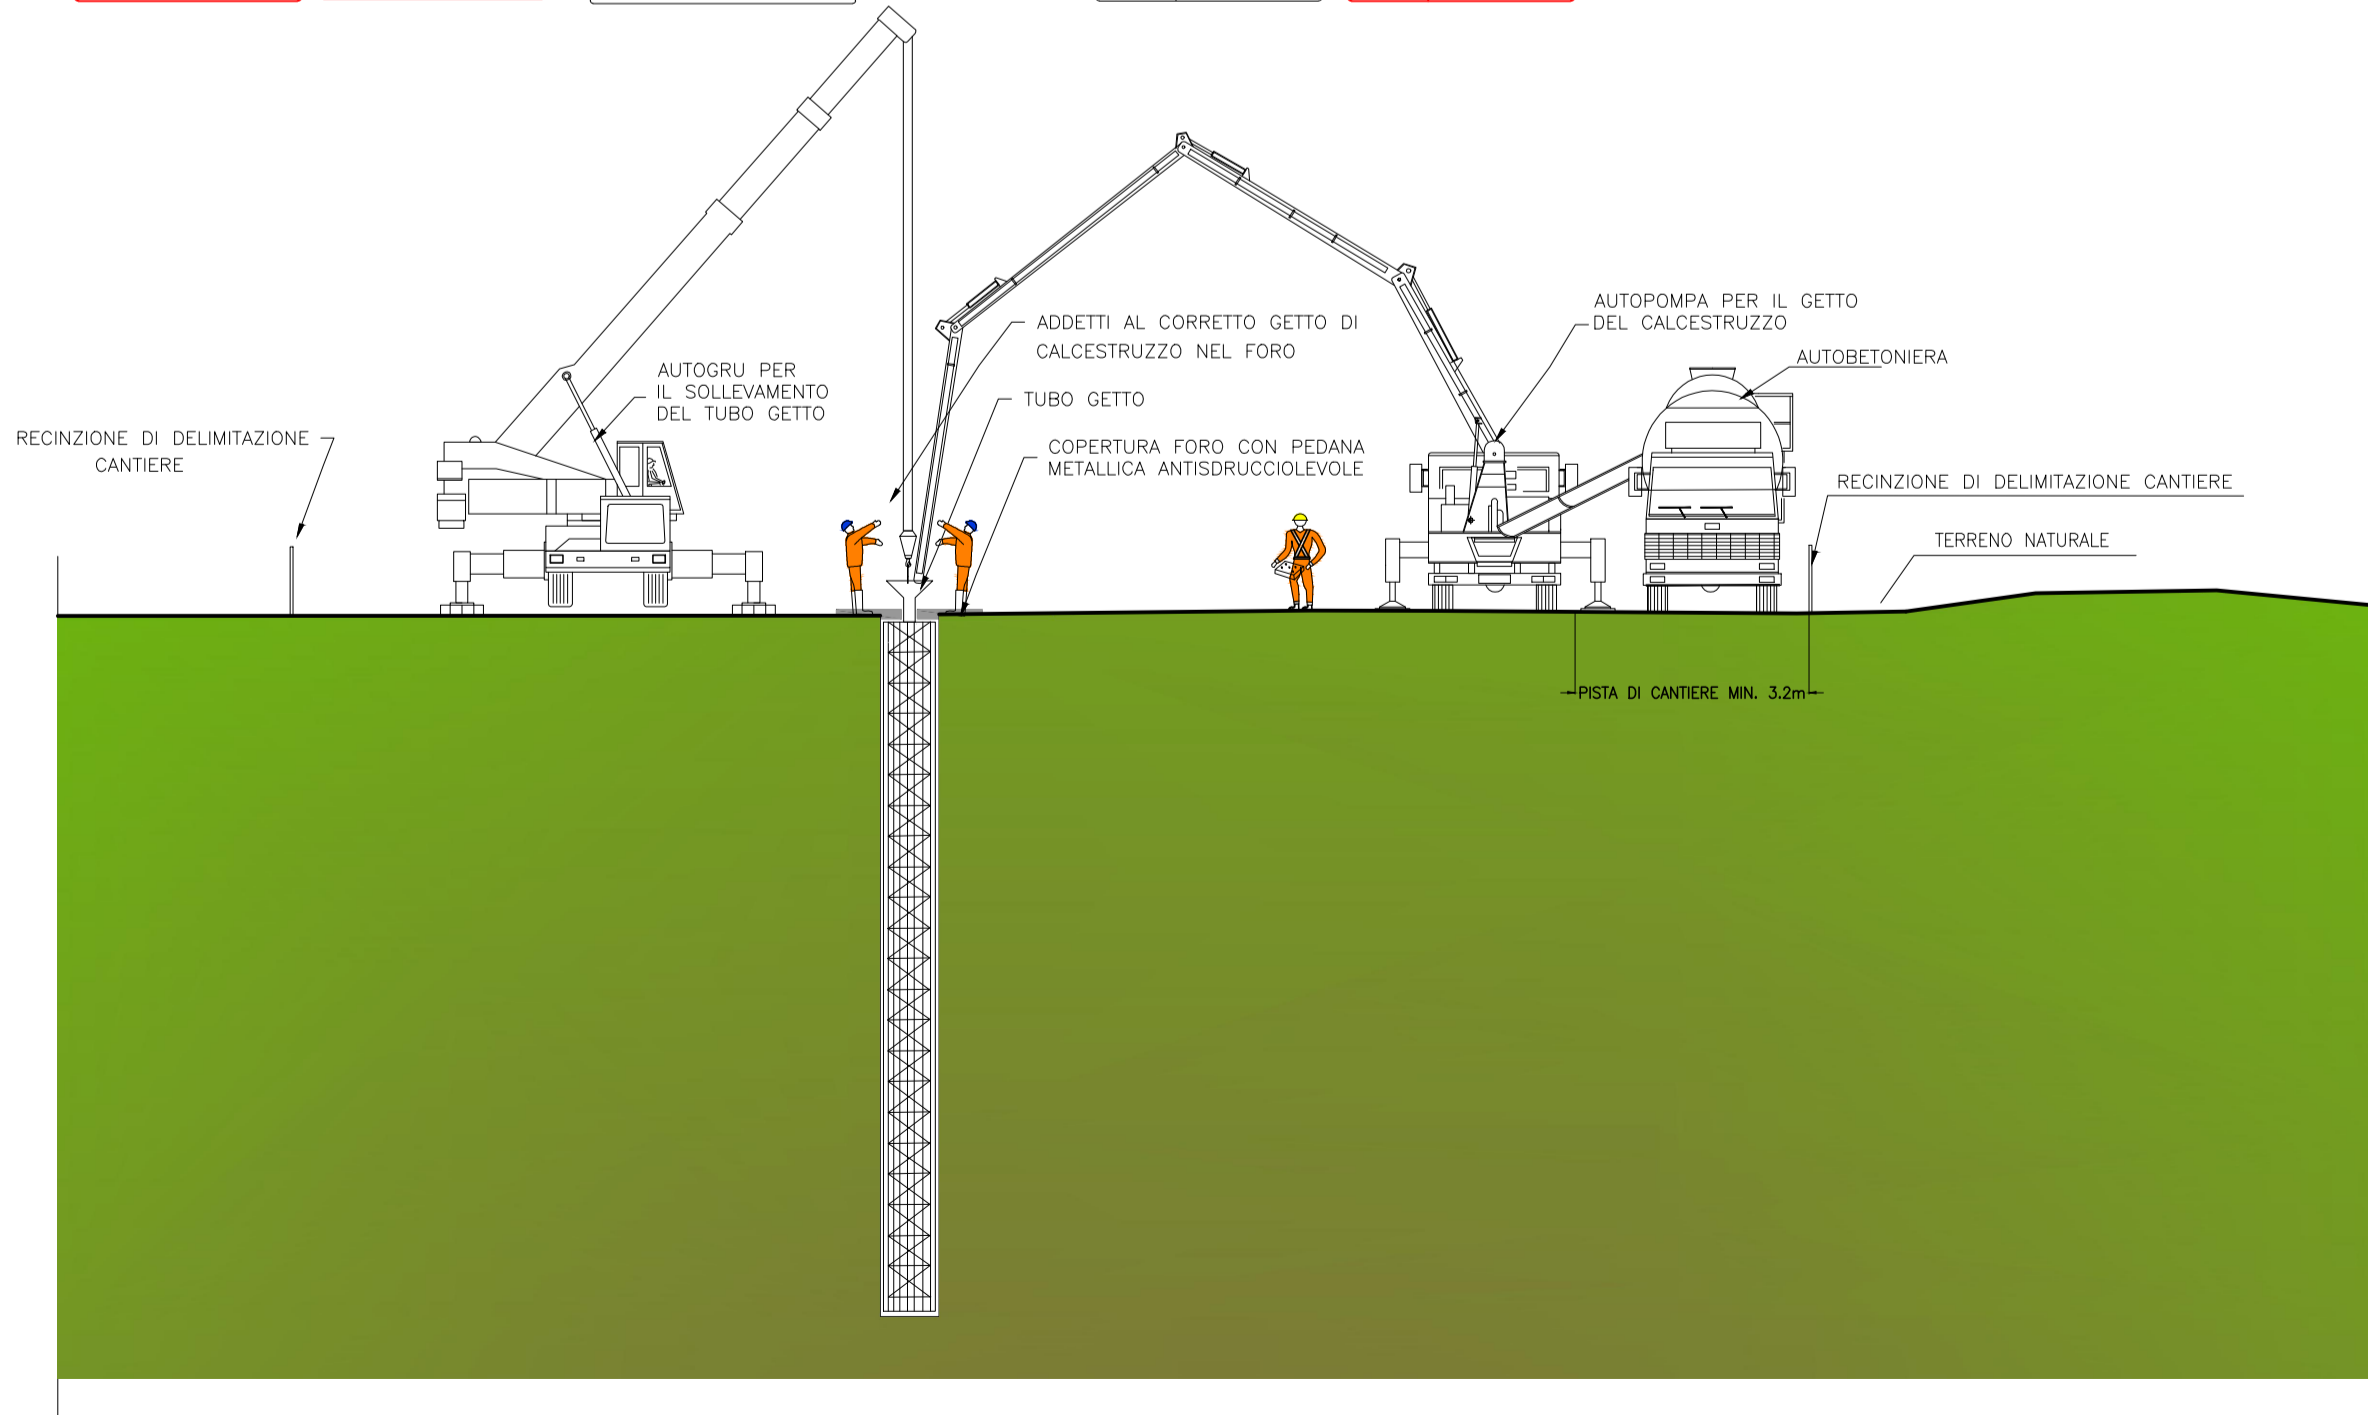 AUTOPOMPA PER IL GETTO
DEL CALCESTRUZZO
ADDETTI AL CORRETTO GETTO DI
CALCESTRUZZO NEL FORO
AUTOBETONIERA
AUTOGRU PER
IL SOLLEVAMENTO
DEL TUBO GETTO
TUBO GETTO
RECINZIONE DI DELIMITAZIONE
CANTIERE
COPERTURA FORO CON PEDANA
METALLICA ANTISDRUCCIOLEVOLE
RECINZIONE DI DELIMITAZIONE CANTIERE
TERRENO NATURALE
PISTA DI CANTIERE MIN. 3.2m